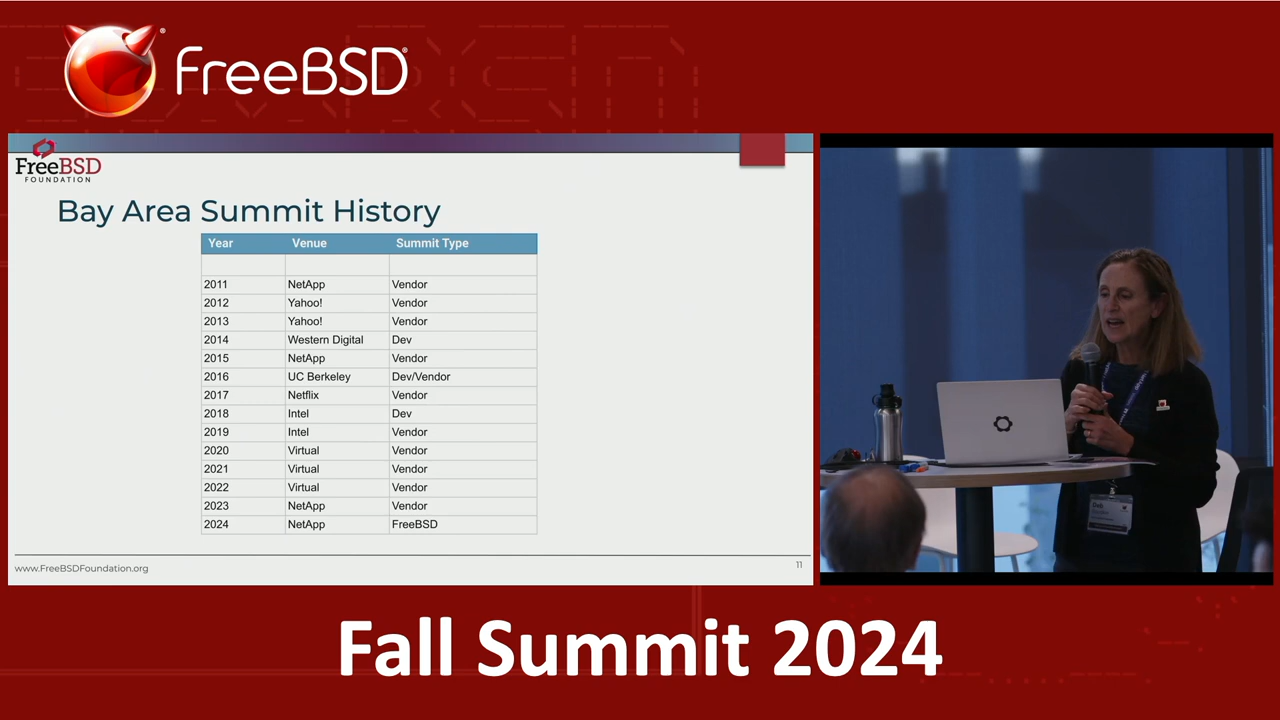 FreeBSD®
FreeBSD
FOUNDATION
Bay Area Summit History
Year Venue Summit Type
2011 NetApp Vendor
2012 Yahoo! Vendor
2013 Yahoo! Vendor
2014 Western Digital Dev
2015 NetApp Vendor
2016 UC Berkeley Dev/Vendor
2017 Netflix Vendor
2018 Intel Dev
2019 Intel Vendor
2020 Virtual Vendor
2021 Virtual Vendor
2022 Virtual Vendor
2023 NetApp Vendor
2024 NetApp FreeBSD
www.FreeBSDFoundation.org 11
Deb
Fall Summit 2024